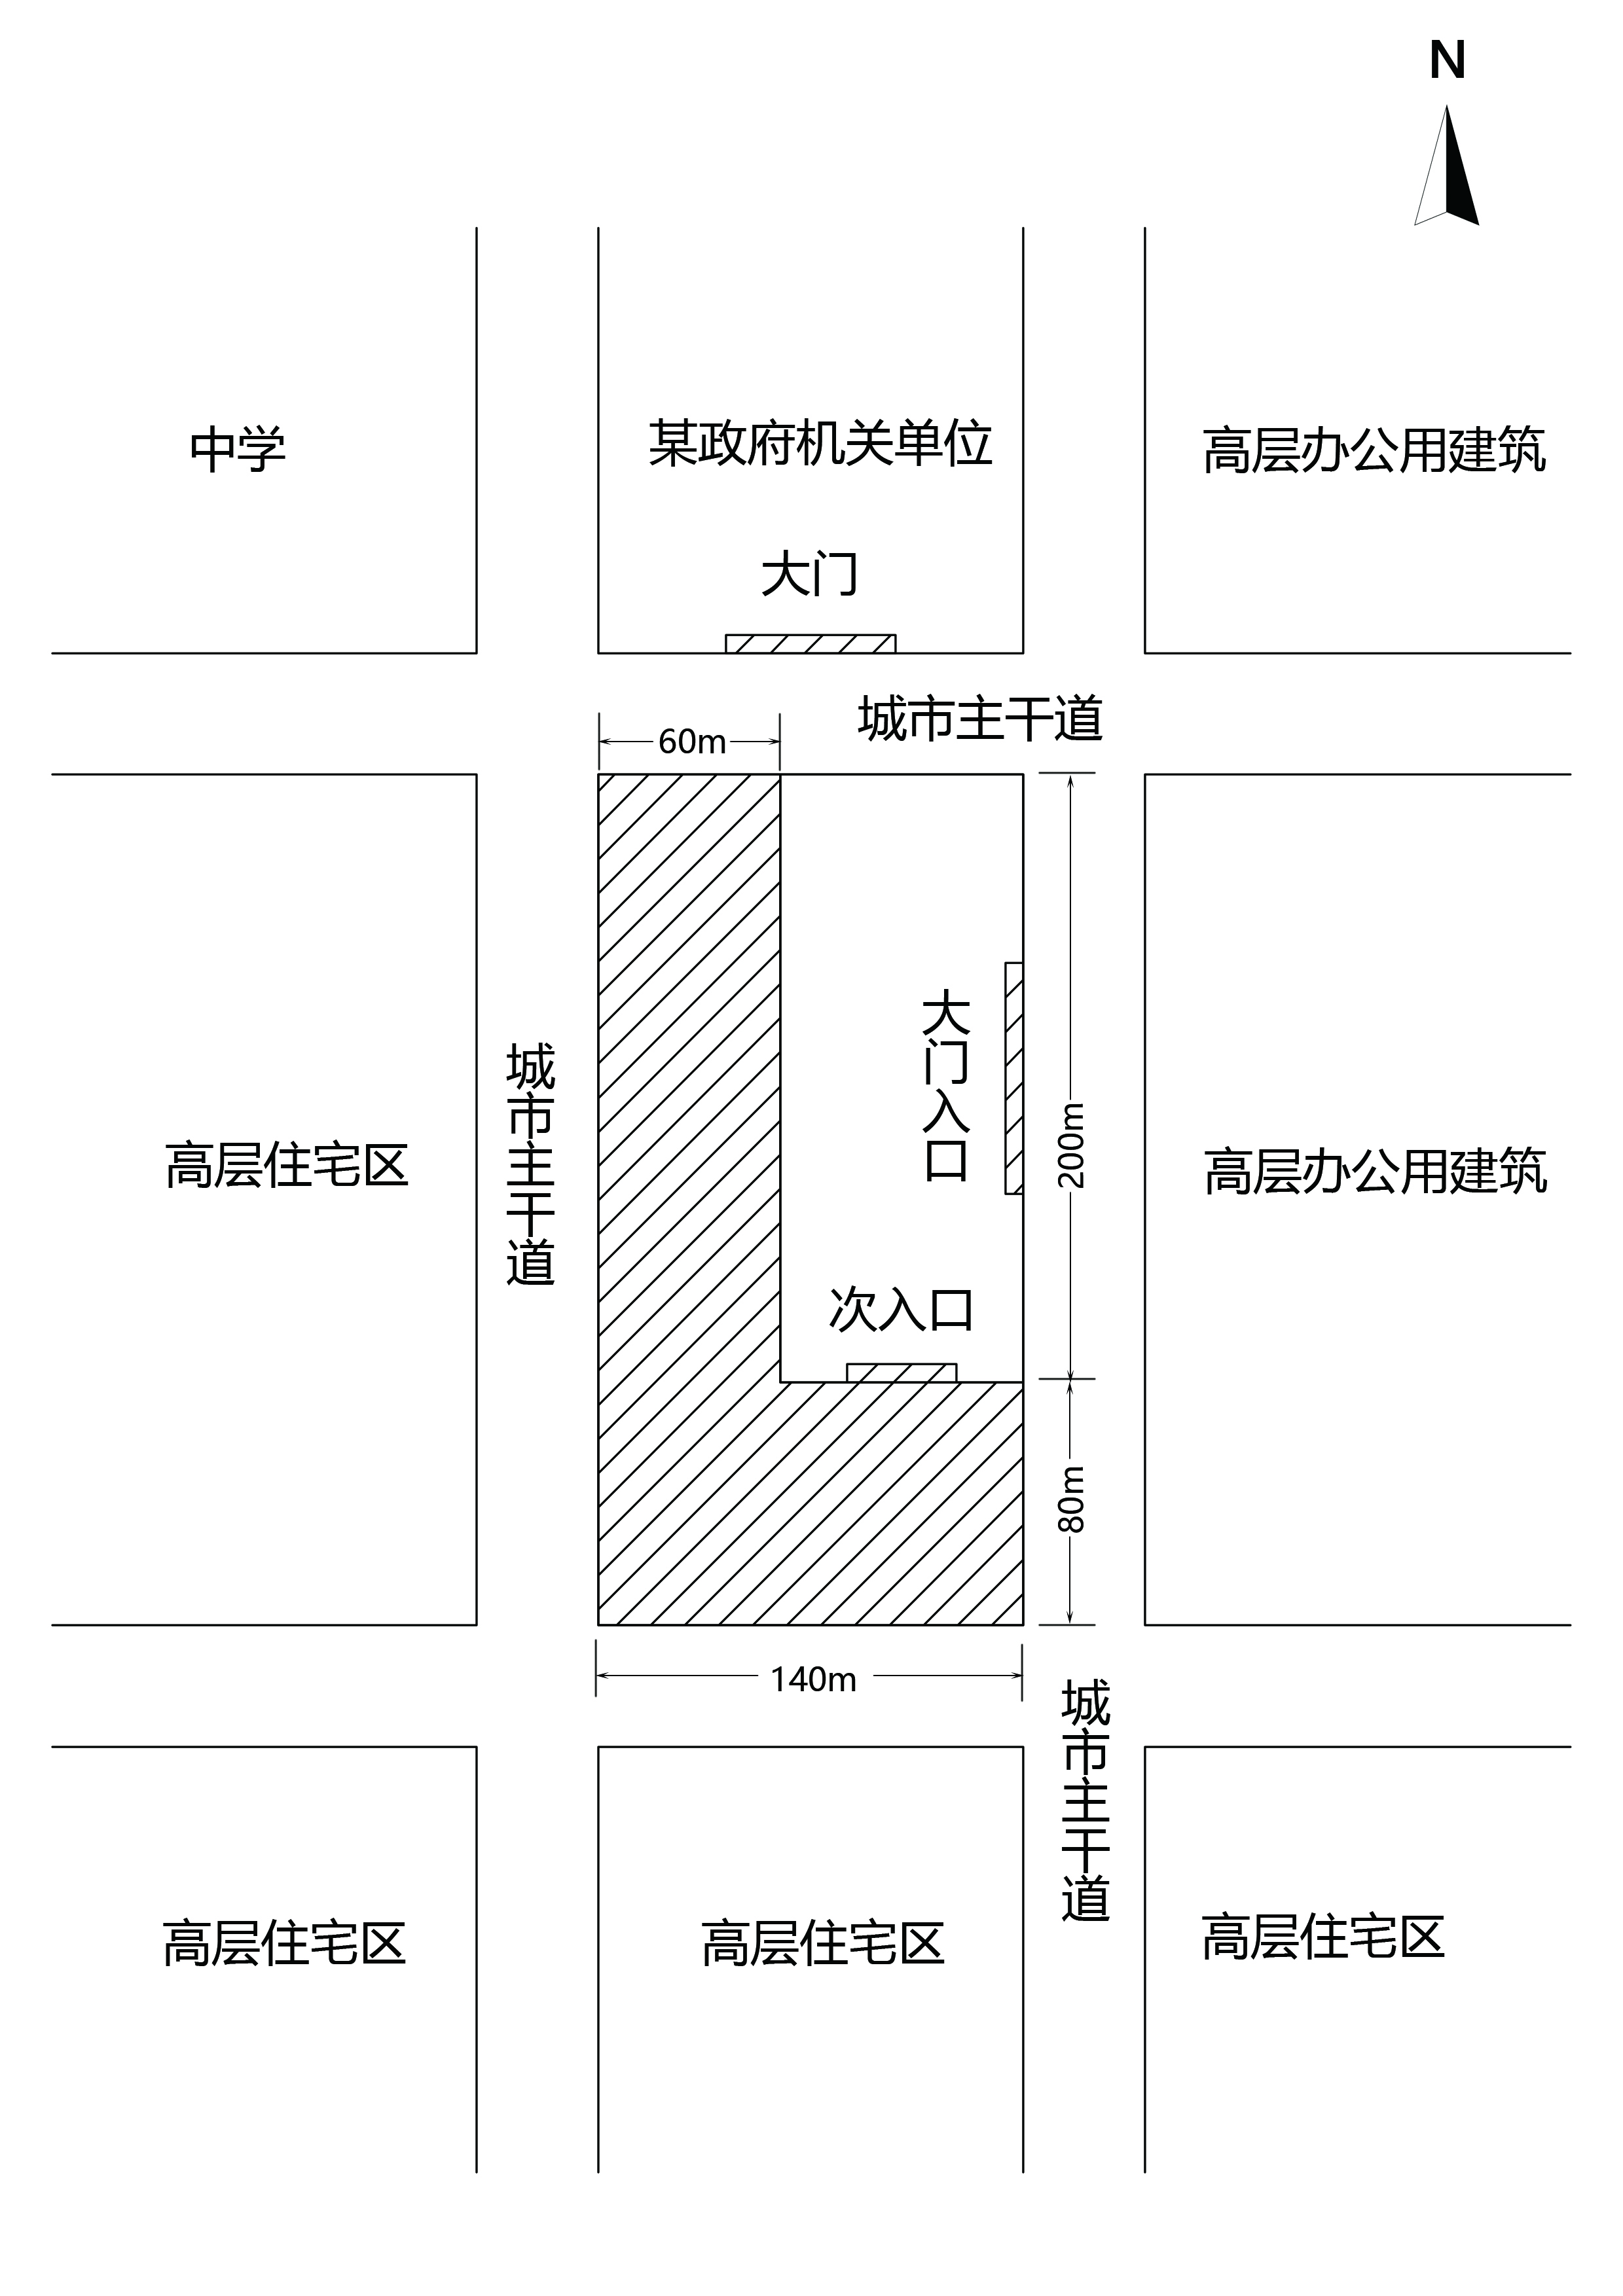 N
中学
某政府机关单位
高层办公用建筑
大门
城市主干道
60m
大门入口
城市主干道
200m
高层住宅区
高层办公用建筑
次入口
80m
140m
城市主干道
高层住宅区
高层住宅区
高层住宅区